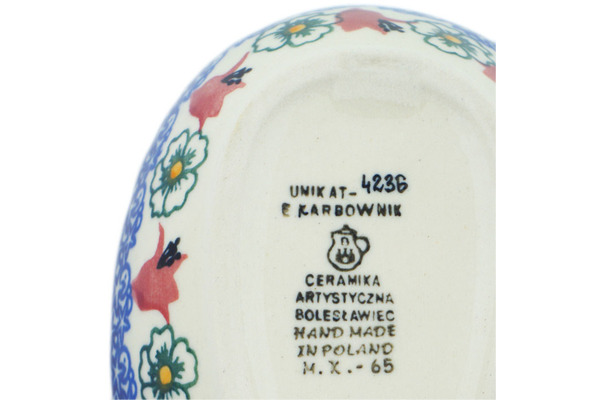 UNIKAT-4236
E KARBOWNIK
CERAMIKA
ARTYSTYCZNA
BOLESŁAWIEC
HAND MADE
IN POLAND
M.X.-65